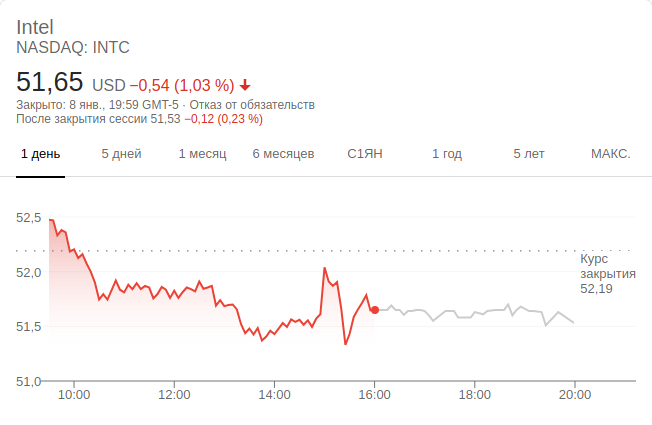 Intel
NASDAQ: INTC
51,65 USD −0,54 (1,03 %)
Закрыто: 8 янв., 19:59 GMT-5 · Отказ от обязательств
После закрытия сессии 51,53 −0,12 (0,23 %)
1 день 5 дней 1 месяц 6 месяцев С1ЯН 1 год 5 лет МАКС.
52,5
Курс
закрытия
52,19
52,0
51,5
51,0
10:00 12:00 14:00 16:00 18:00 20:00